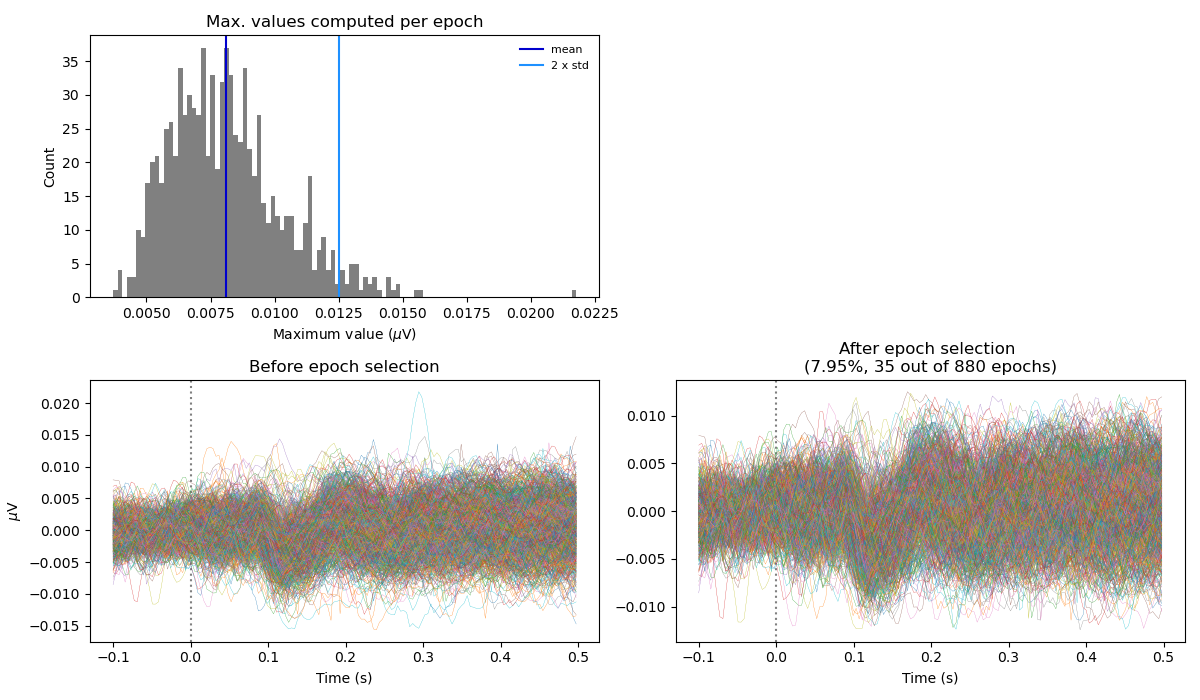 Max. values computed per epoch
mean
2 x std
35
30
25
20
15
10
5
0
Count
0.0050 0.0075 0.0100 0.0125 0.0150 0.0175 0.0200 0.0225
Maximum value (μV)
Before epoch selection
0.020
0.015
0.010
0.005
0.000
−0.005
−0.010
−0.015
μV
−0.1 0.0 0.1 0.2 0.3 0.4 0.5
Time (s)
After epoch selection
(7.95%, 35 out of 880 epochs)
0.010
0.005
0.000
−0.005
−0.010
−0.1 0.0 0.1 0.2 0.3 0.4 0.5
Time (s)